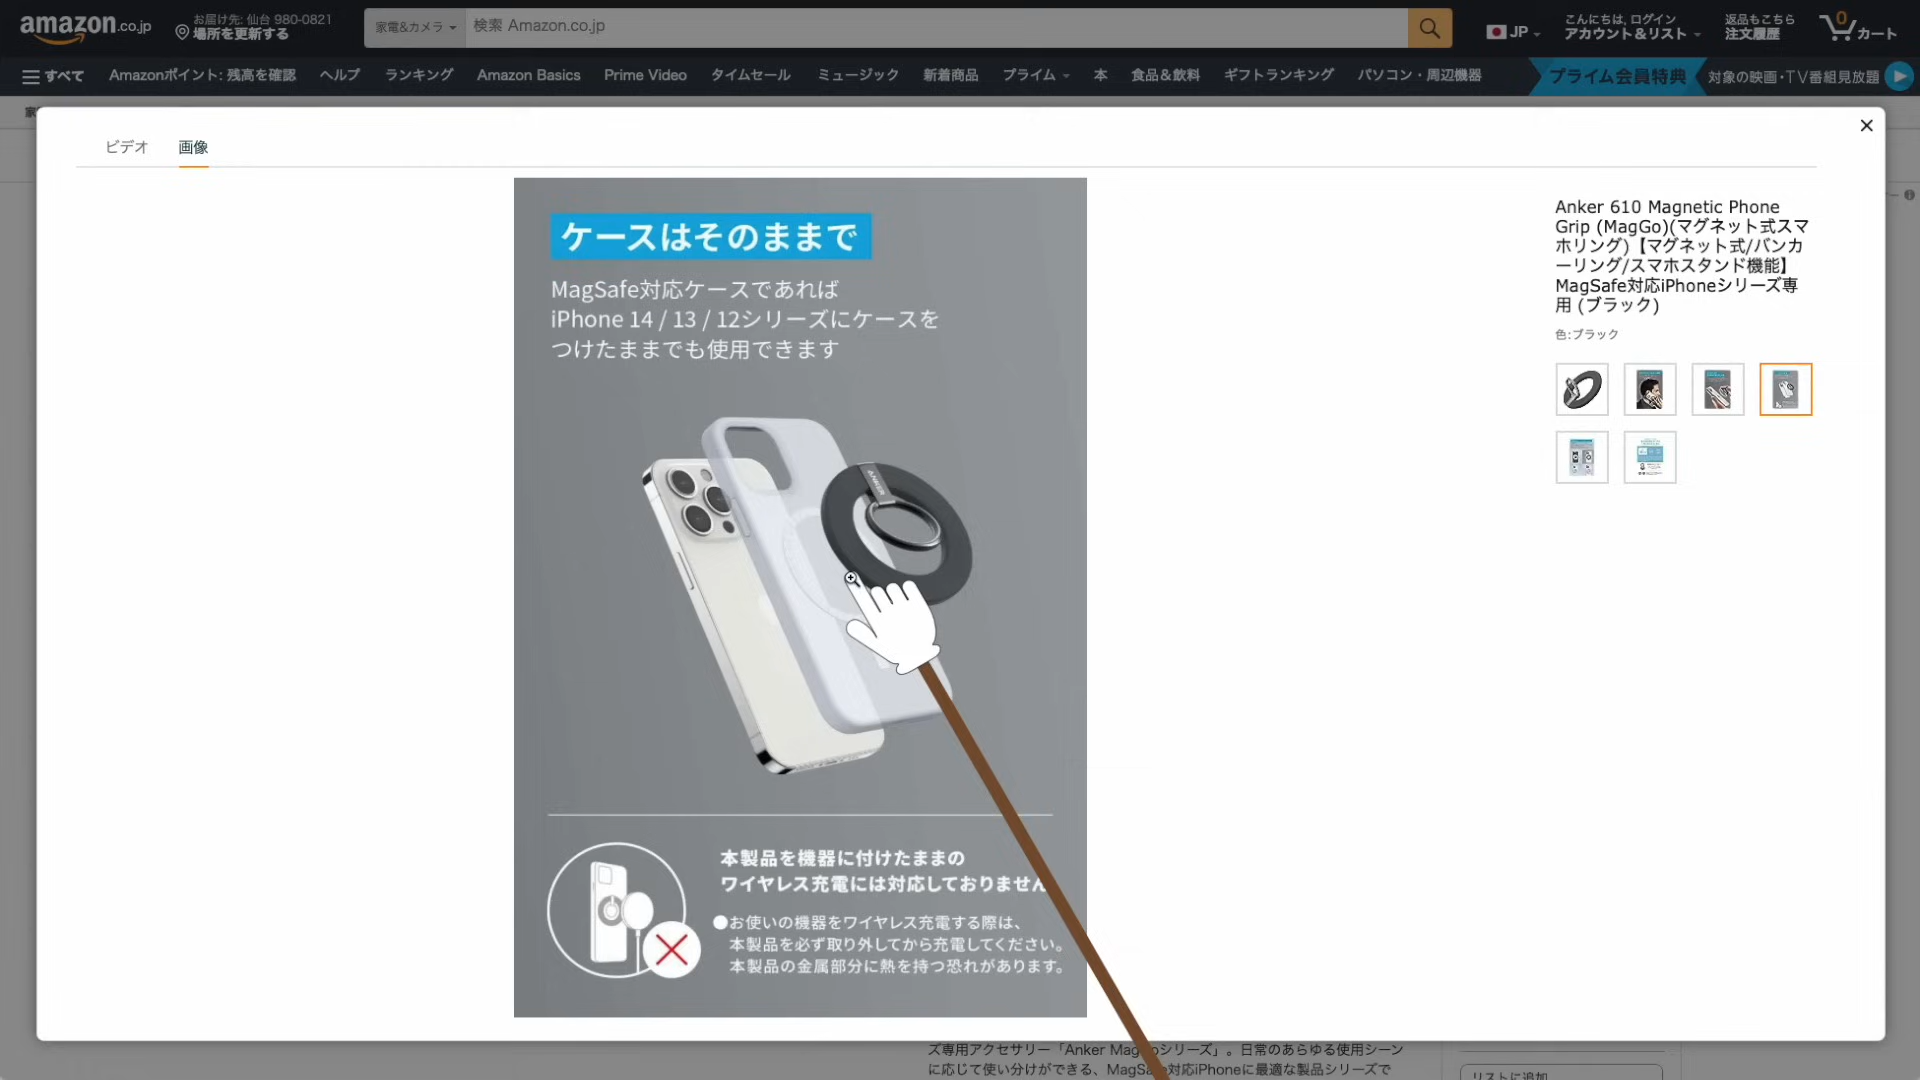 amazon.co.jp
お届け先: 仙台 980-0821
場所を更新する
家電&カメラ
検索 Amazon.co.jp
JP
こんにちは, ログイン
アカウント&リスト
返品もこちら
注文履歴
0
カート
すべて
Amazonポイント: 残高を確認
ヘルプ
ランキング
Amazon Basics
Prime Video
タイムセール
ミュージック
新着商品
プライム
本
食品&飲料
ギフトランキング
パソコン・周辺機器
プライム会員特典
対象の映画・TV番組見放題
ビデオ
画像
ケースはそのままで
MagSafe対応ケースであれば
iPhone 14 / 13 / 12シリーズにケースを
つけたままでも使用できます
ANKER
本製品を機器に付けたままの
ワイヤレス充電には対応しておりません
●お使いの機器をワイヤレス充電する際は、
本製品を必ず取り外してから充電してください。
本製品の金属部分に熱を持つ恐れがあります。
Anker 610 Magnetic Phone
Grip (MagGo)(マグネット式スマ
ホリング)【マグネット式/バンカ
ーリング/スマホスタンド機能】
MagSafe対応iPhoneシリーズ専
用 (ブラック)
色:ブラック
ズ専用アクセサリー「Anker MagGoシリーズ」。日常のあらゆる使用シーン
に応じて使い分けができる、MagSafe対応iPhoneに最適な製品シリーズで
リストに追加